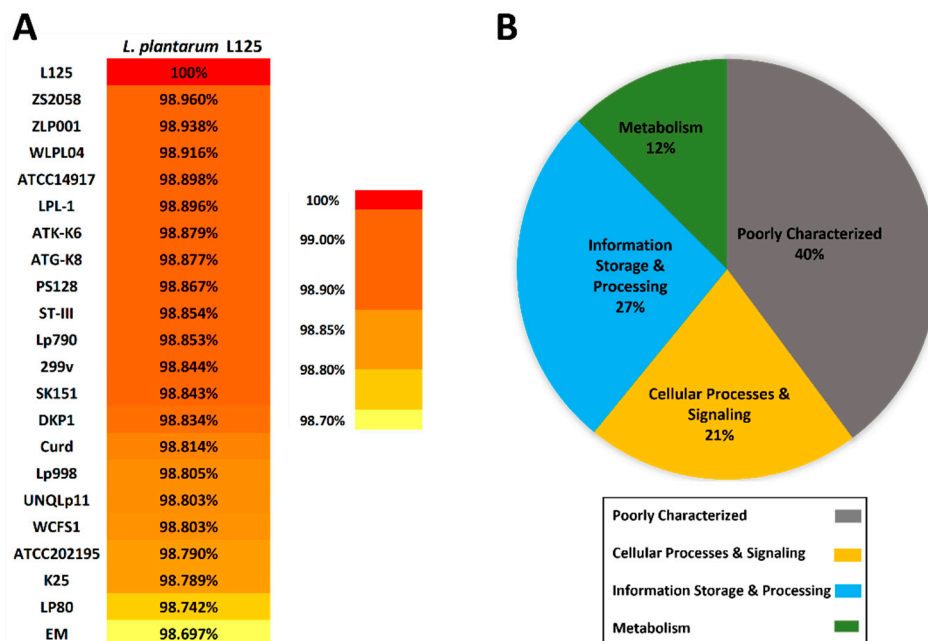 A
L. plantarum L125
L125 100%
ZS2058 98.960%
ZLP001 98.938%
WLPL04 98.916%
ATCC14917 98.898%
LPL-1 98.896%
ATK-K6 98.879%
ATG-K8 98.877%
PS128 98.867%
ST-III 98.854%
Lp790 98.853%
299v 98.844%
SK151 98.843%
DKP1 98.834%
Curd 98.814%
Lp998 98.805%
UNQLp11 98.803%
WCFS1 98.803%
ATCC202195 98.790%
K25 98.789%
LP80 98.742%
EM 98.697%
100%
99.00%
98.90%
98.85%
98.80%
98.70%
B
Metabolism
12%
Poorly Characterized
40%
Information
Storage &
Processing
27%
Cellular Processes &
Signaling
21%
Poorly Characterized
Cellular Processes & Signaling
Information Storage & Processing
Metabolism